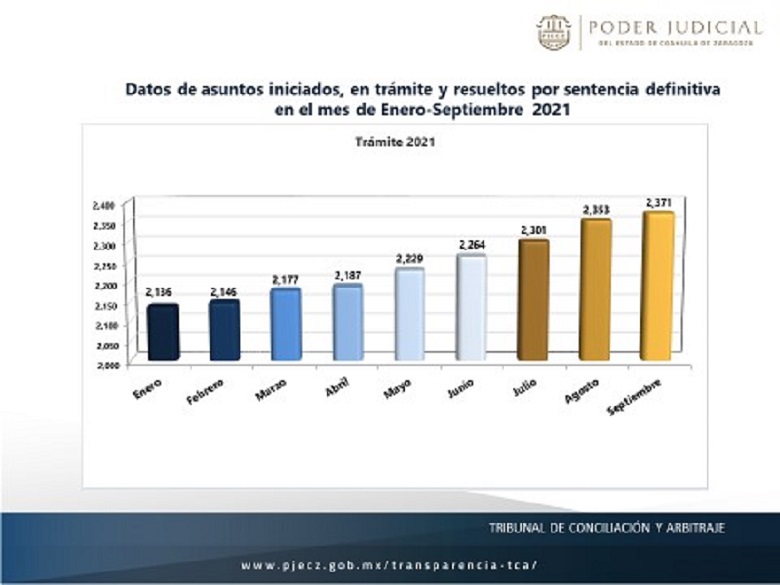 PODER JUDICIAL
DEL ESTADO DE COAHUILA DE ZARAGOZA
Datos de asuntos iniciados, en trámite y resueltos por sentencia definitiva
en el mes de Enero-Septiembre 2021
Trámite 2021
2,400
2,350
2,300
2,250
2,200
2,150
2,100
2,050
2,000
2,136
2,146
2,177
2,187
2,229
2,264
2,301
2,353
2,371
Enero
Febrero
Marzo
Abril
Mayo
Junio
Julio
Agosto
Septiembre
TRIBUNAL DE CONCILIACIÓN Y ARBITRAJE
www.pjecz.gob.mx/transparencia-tca/